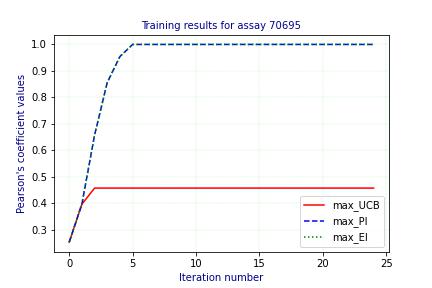 Training results for assay 70695
Pearson's coefficient values
1.0
0.9
0.8
0.7
0.6
0.5
0.4
0.3
0
5
10
15
20
25
Iteration number
max_UCB
max_PI
max_EI